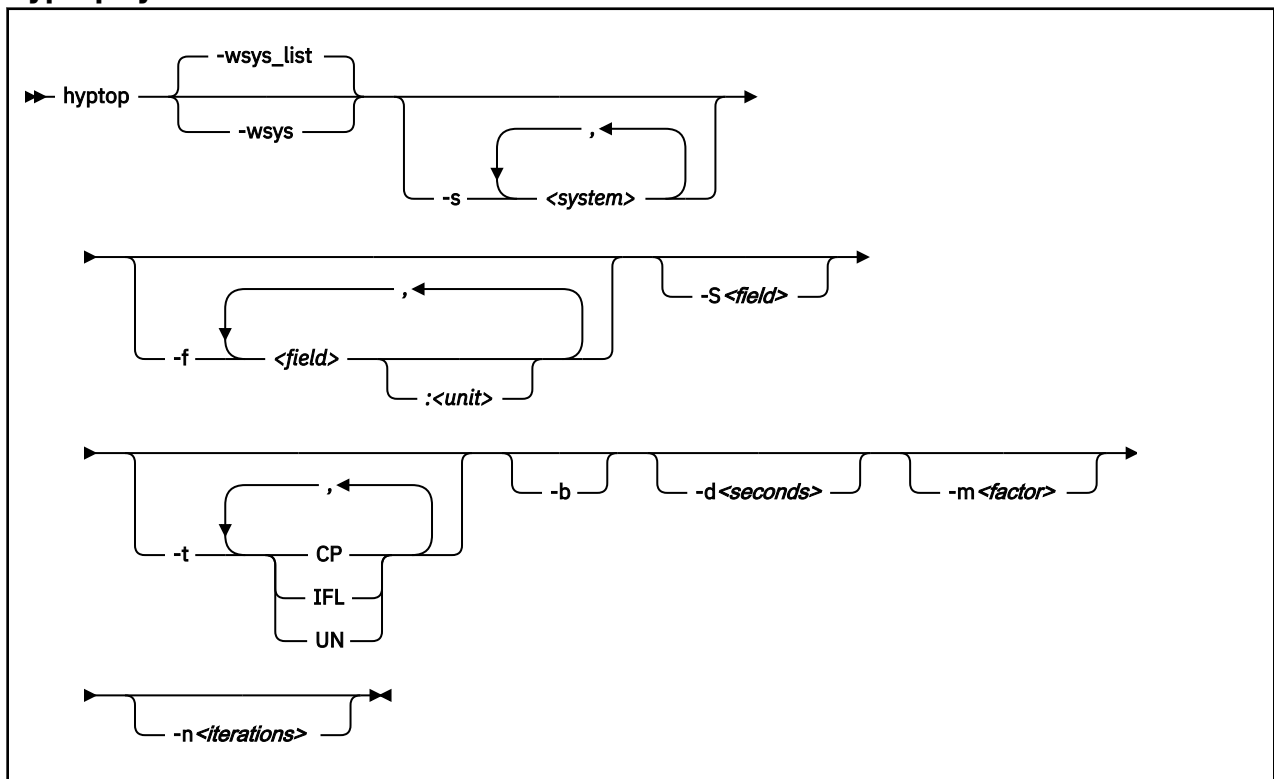 -wsys_list
hyptop
-wsys
,
-s <system>
,
-f <field>
-S<field>
:<unit>
,
-b
-d<seconds>
-m<factor>
-t CP
IFL
UN
-n<iterations>